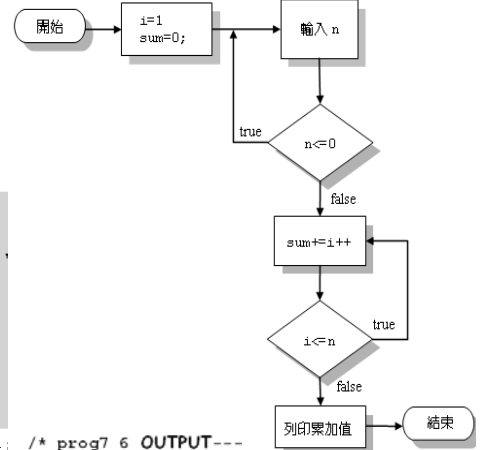 開始
i=1
sum=0;
輸入 n
true
n<=0
false
sum+=i++
true
i<=n
false
列印累加值
結束
; /* prog7 6 OUTPUT---